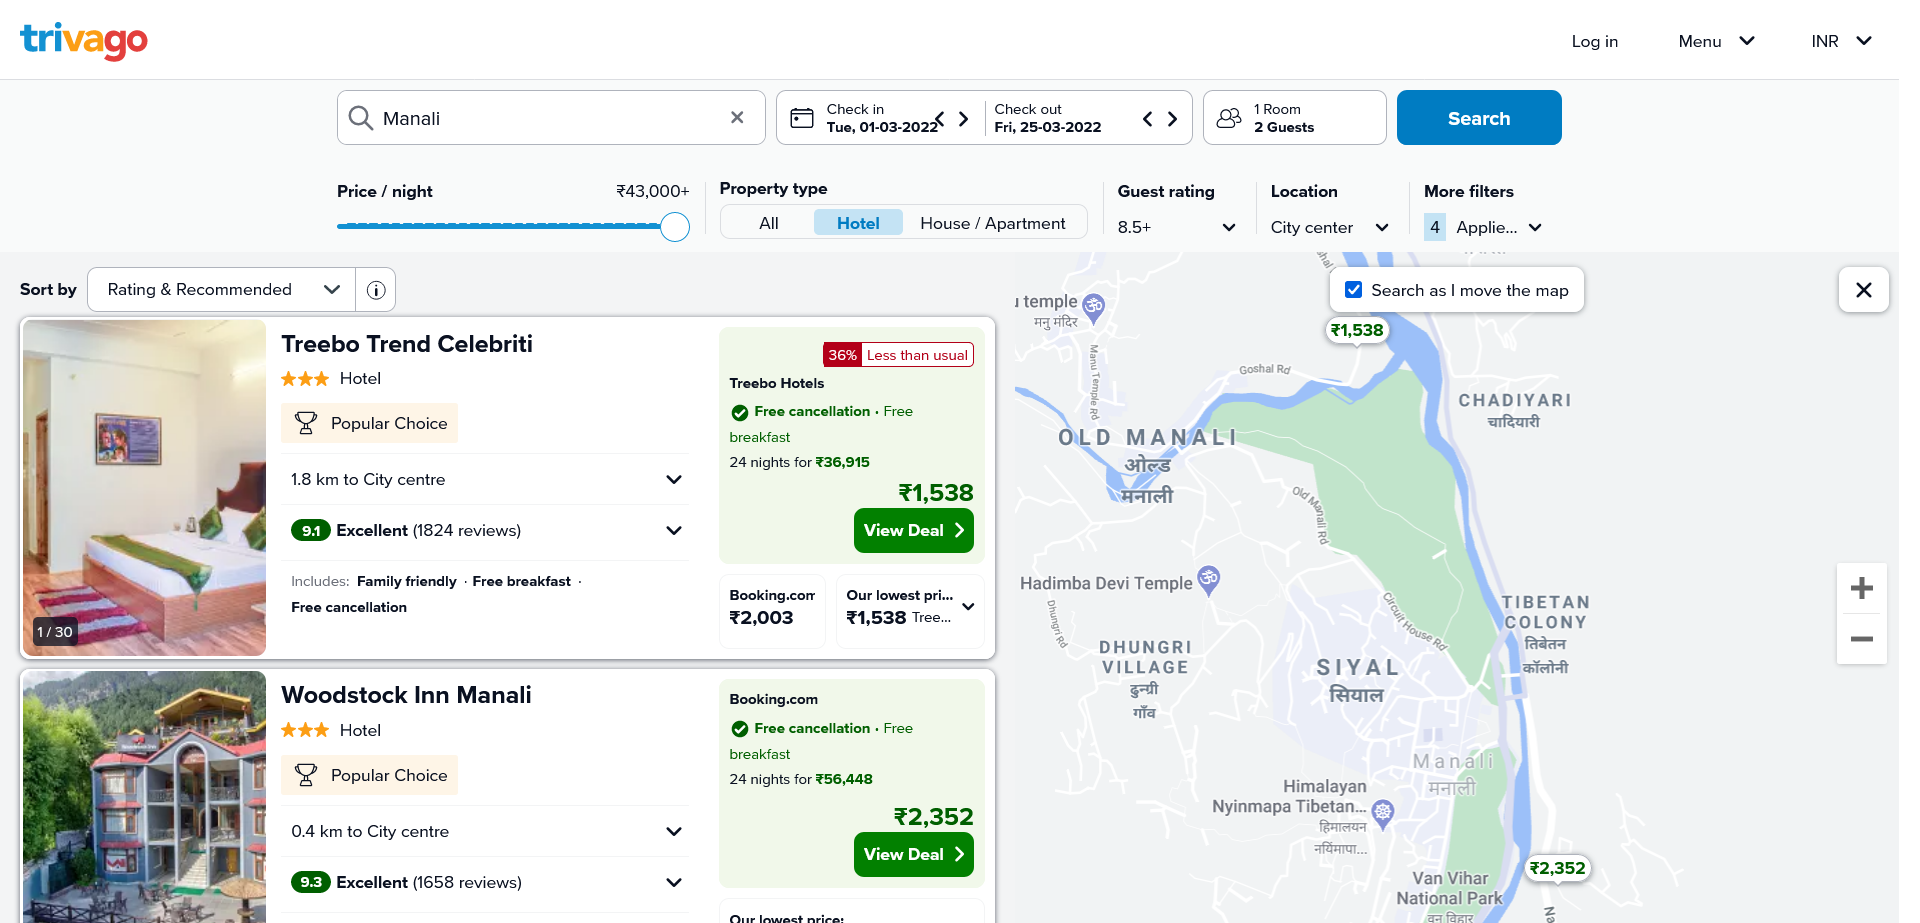 trivago
Log in
Menu
INR
Manali
Check in
Tue, 01-03-2022
Check out
Fri, 25-03-2022
1 Room
2 Guests
Search
Price / night
₹43,000+
Property type
All
Hotel
House / Apartment
Guest rating
8.5+
Location
City center
More filters
4 Applie...
Sort by
Rating & Recommended
Treebo Trend Celebriti
Hotel
Popular Choice
1.8 km to City centre
9.1 Excellent (1824 reviews)
Includes: Family friendly · Free breakfast ·
Free cancellation
1 / 30
36% Less than usual
Treebo Hotels
Free cancellation · Free
breakfast
24 nights for ₹36,915
₹1,538
View Deal
Booking.com
₹2,003
Our lowest pri...
₹1,538 Tree...
Woodstock Inn Manali
Hotel
Popular Choice
0.4 km to City centre
9.3 Excellent (1658 reviews)
Booking.com
Free cancellation · Free
breakfast
24 nights for ₹56,448
₹2,352
View Deal
Our lowest price:
Search as I move the map
₹1,538
temple
मनु मंदिर
Manu Temple Rd
Goshal Rd
CHADIYARI
चादियारी
OLD MANALI
ओल्ड
मनाली
Old Manali Rd
Hadimba Devi Temple
Dhungri Rd
Circuit House Rd
TIBETAN
COLONY
तिबेतन
कॉलोनी
DHUNGRI
VILLAGE
ढुन्ग्री
गाँव
SIYAL
सियाल
Manali
मनाली
Himalayan
Nyinmapa Tibetan...
हिमालयन
नयिंमापा...
₹2,352
Van Vihar
National Park
वन विहार
Na